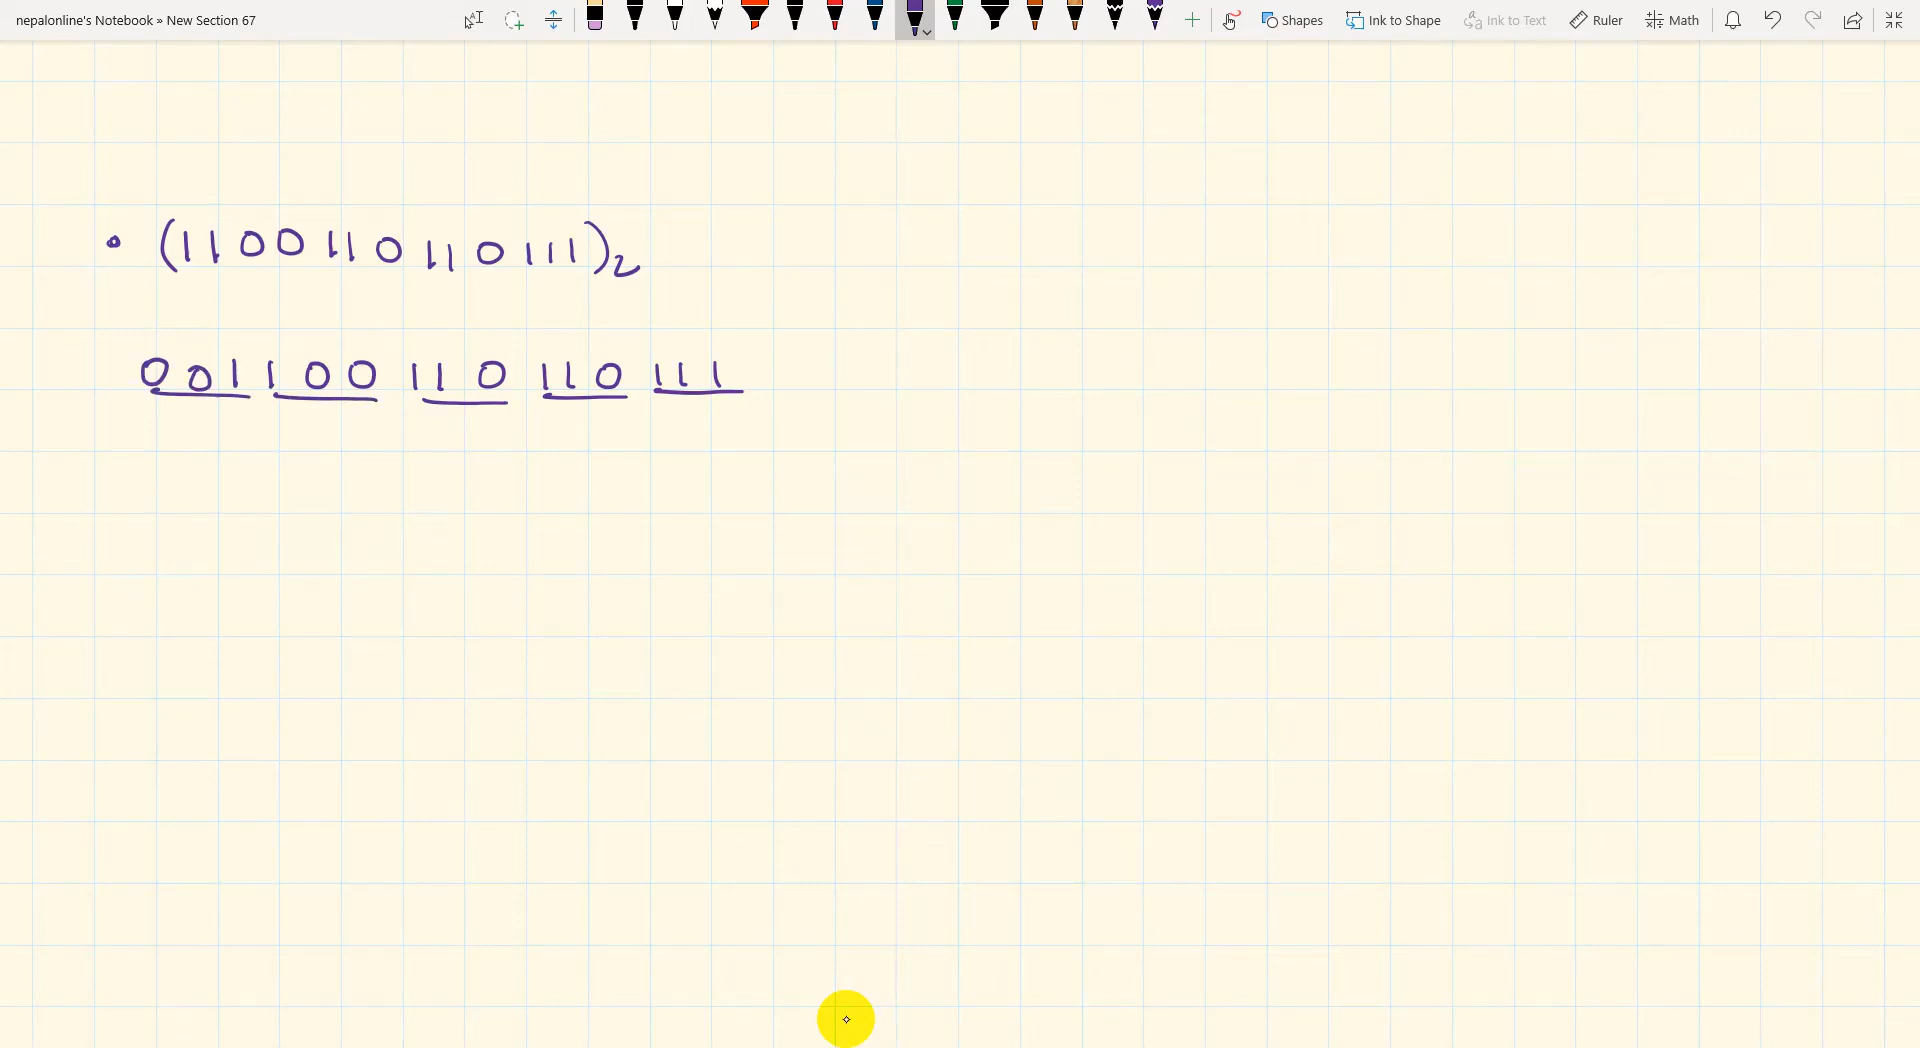 nepalonline's Notebook » New Section 67 Shapes Ink to Shape Ink to Text Ruler Math
(1100110110111)2
001 100 110 110 111